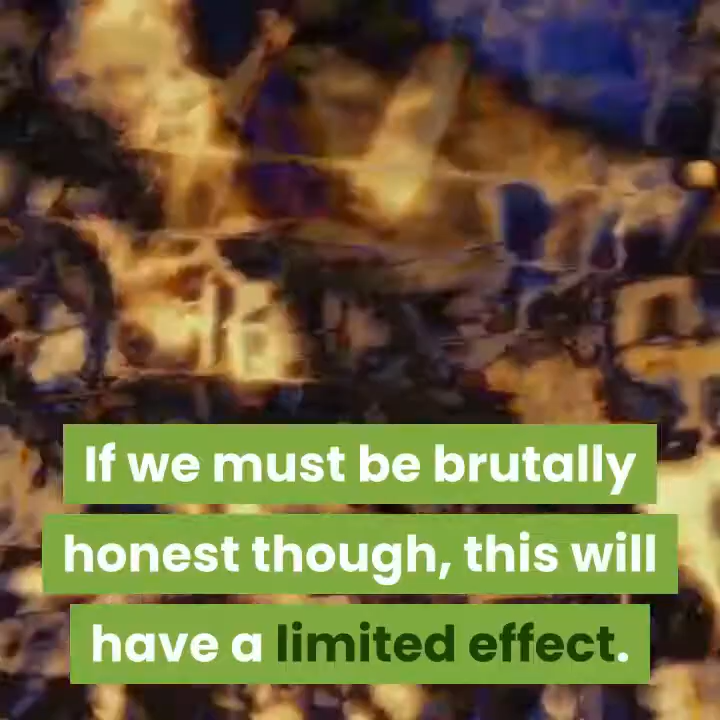 If we must be brutally
honest though, this will
have a limited effect.